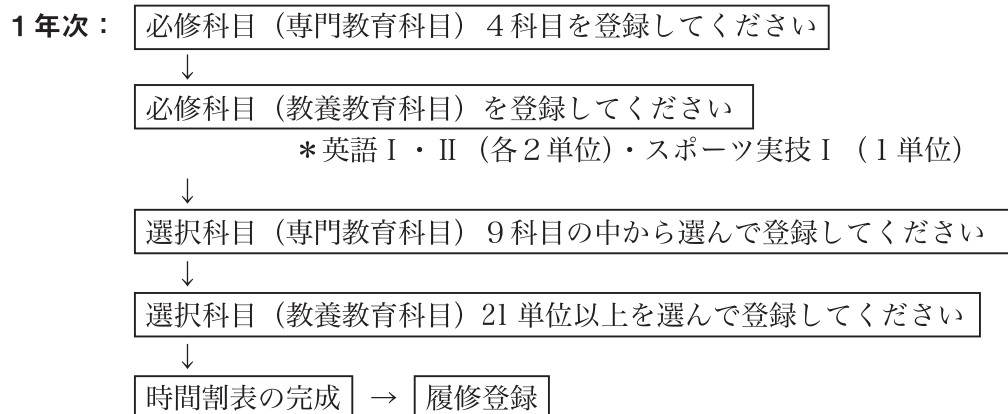 1年次： 必修科目（専門教育科目）４科目を登録してください
↓
必修科目（教養教育科目）を登録してください
＊英語Ⅰ・Ⅱ（各２単位）・スポーツ実技Ⅰ（１単位）
↓
選択科目（専門教育科目）９科目の中から選んで登録してください
↓
選択科目（教養教育科目）21単位以上を選んで登録してください
↓
時間割表の完成 → 履修登録